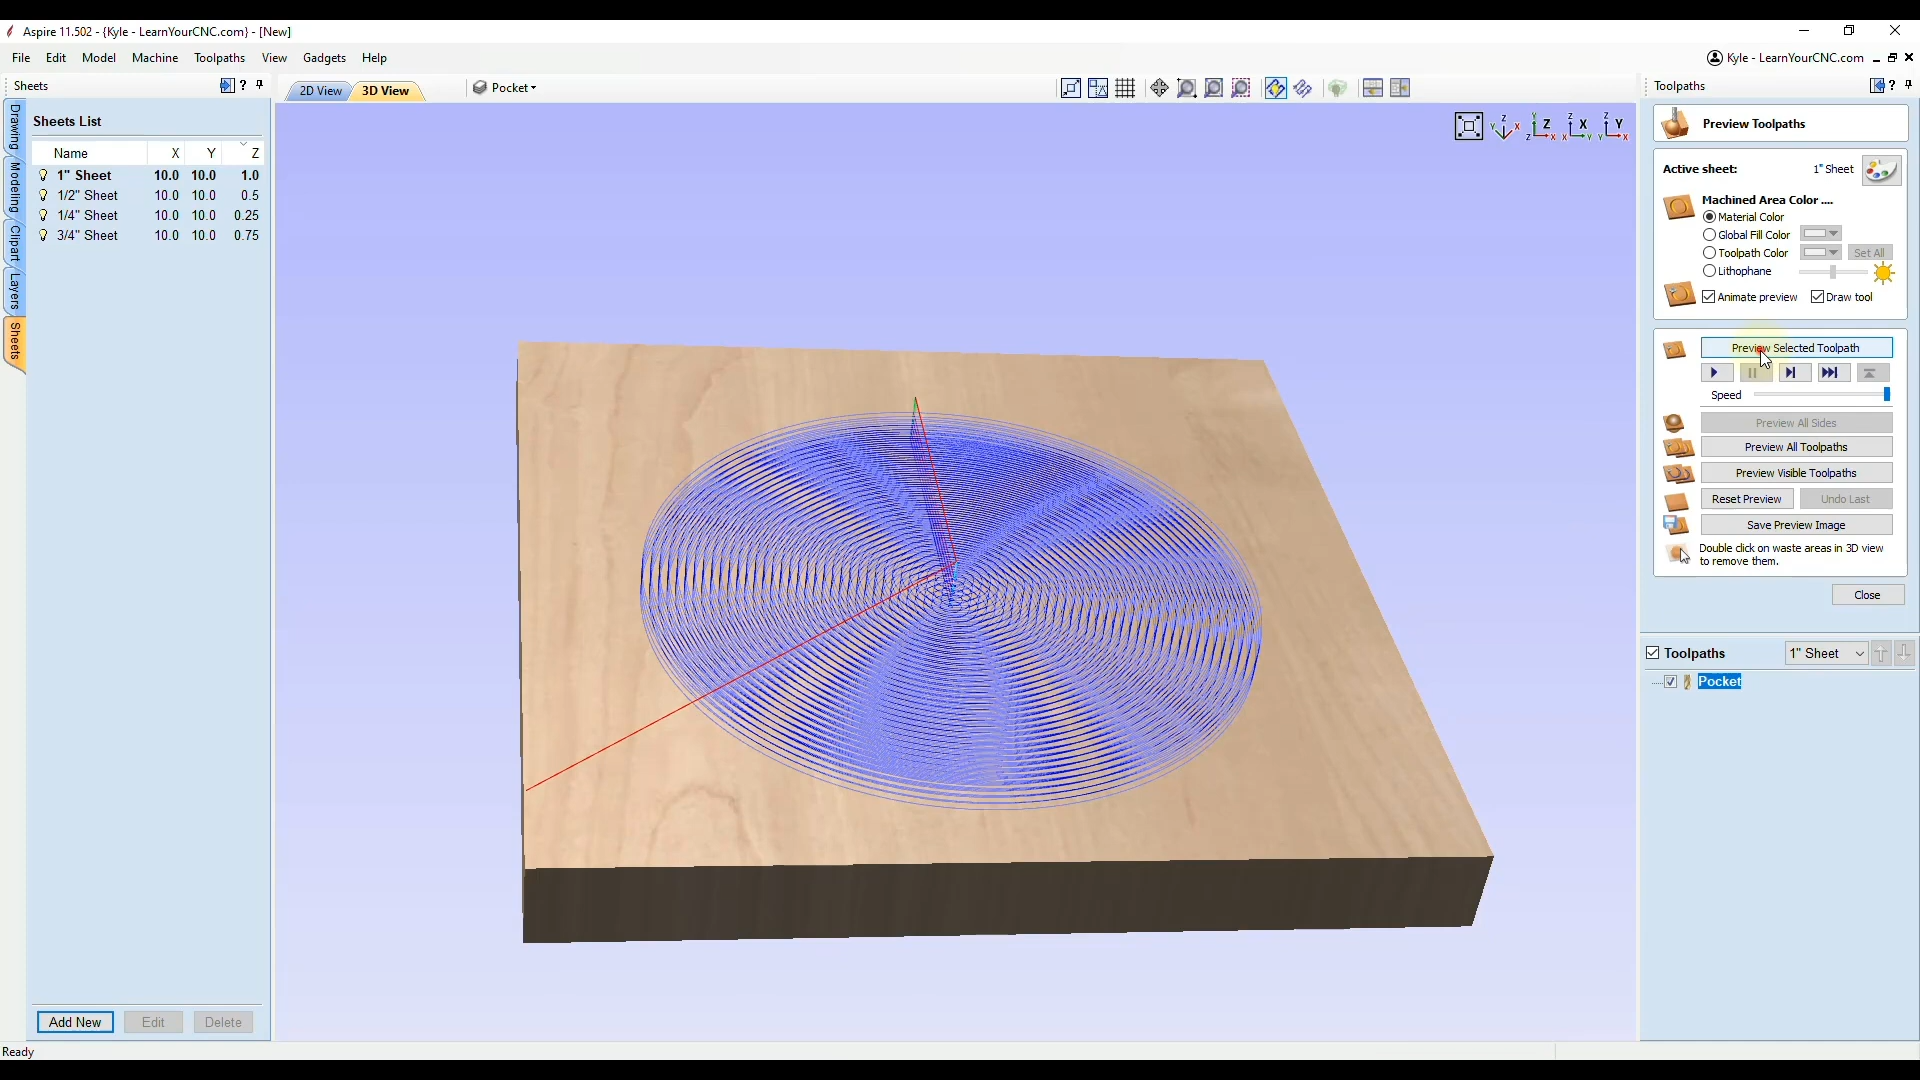 Aspire 11.502 - {Kyle - LearnYourCNC.com} - [New]
File Edit Model Machine Toolpaths View Gadgets Help
Kyle - LearnYourCNC.com
Sheets
?
2D View
3D View
Pocket
Toolpaths
?
Drawing
Modeling
Clipart
Layers
Sheets
Sheets List
Name X Y Z
1" Sheet 10.0 10.0 1.0
1/2" Sheet 10.0 10.0 0.5
1/4" Sheet 10.0 10.0 0.25
3/4" Sheet 10.0 10.0 0.75
Add New
Edit
Delete
Ready
Preview Toolpaths
Active sheet: 1" Sheet
Machined Area Color ....
Material Color
Global Fill Color
Toolpath Color
Set All
Lithophane
Animate preview
Draw tool
Preview Selected Toolpath
Speed
Preview All Sides
Preview All Toolpaths
Preview Visible Toolpaths
Reset Preview
Undo Last
Save Preview Image
Double click on waste areas in 3D view
to remove them.
Close
Toolpaths
1" Sheet
Pocket